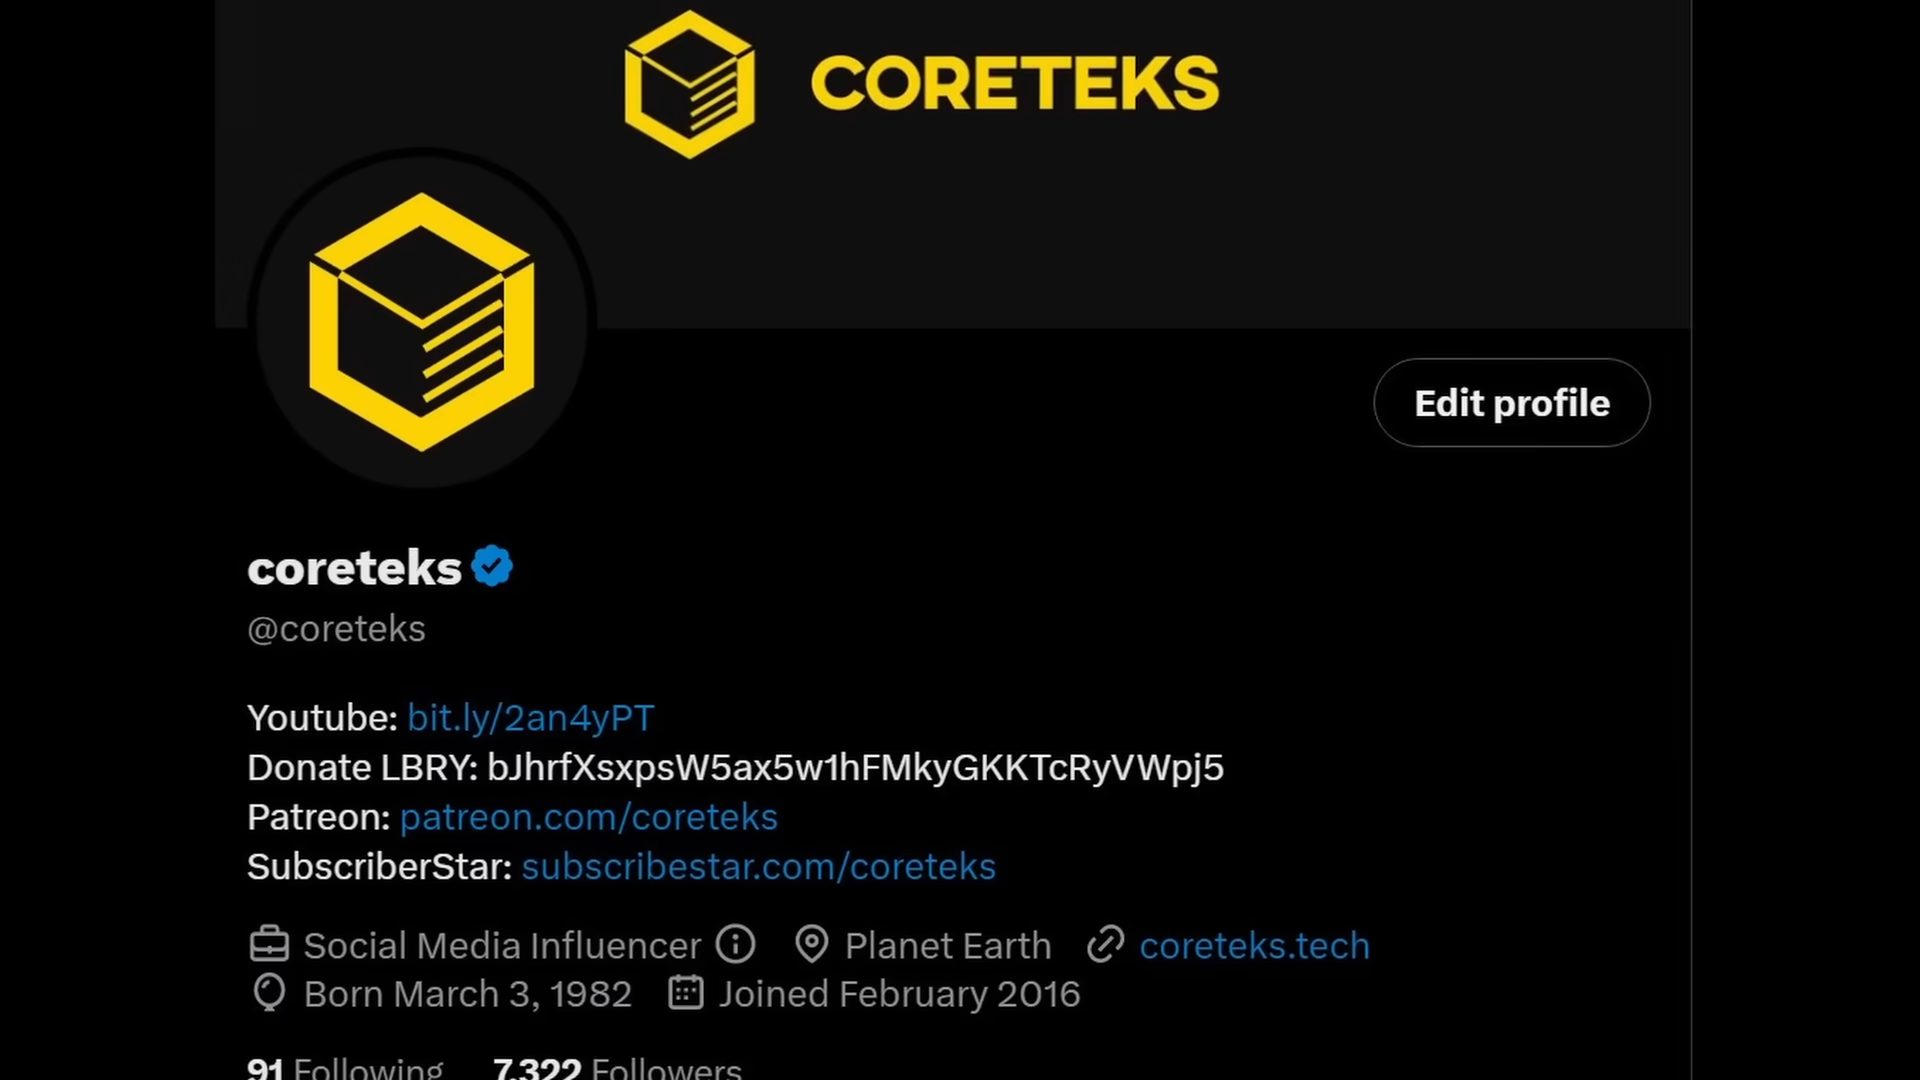 CORETEKS
Edit profile
coreteks
@coreteks
Youtube: bit.ly/2an4yPT
Donate LBRY: bJhrfXsxpsW5ax5w1hFMkyGKKTcRyVWpj5
Patreon: patreon.com/coreteks
SubscriberStar: subscribestar.com/coreteks
Social Media Influencer Planet Earth coreteks.tech
Born March 3, 1982 Joined February 2016
91 Following 7,322 Followers